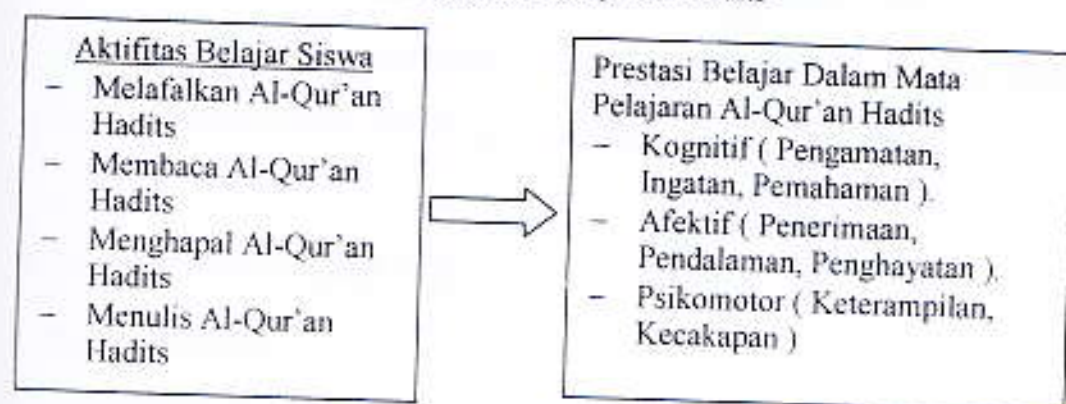 Aktifitas Belajar Siswa
- Melafalkan Al-Qur'an
Hadits
- Membaca Al-Qur'an
Hadits
- Menghapal Al-Qur'an
Hadits
- Menulis Al-Qur'an
Hadits
Prestasi Belajar Dalam Mata
Pelajaran Al-Qur'an Hadits
- Kognitif ( Pengamatan,
Ingatan, Pemahaman ).
- Afektif ( Penerimaan,
Pendalaman, Penghayatan ).
- Psikomotor ( Keterampilan,
Kecakapan )